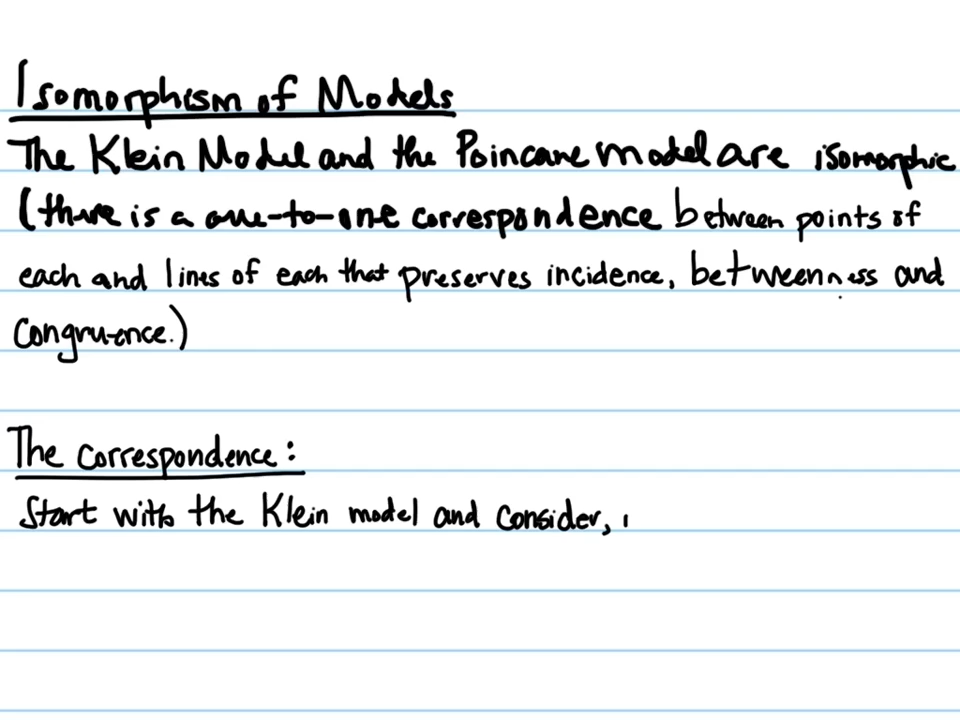 Isomorphism of Models
The Klein Model and the Poincare model are isomorphic
(there is a one-to-one correspondence between points of
each and lines of each that preserves incidence, betweenness and
congruence.)
The correspondence:
Start with the Klein model and consider,